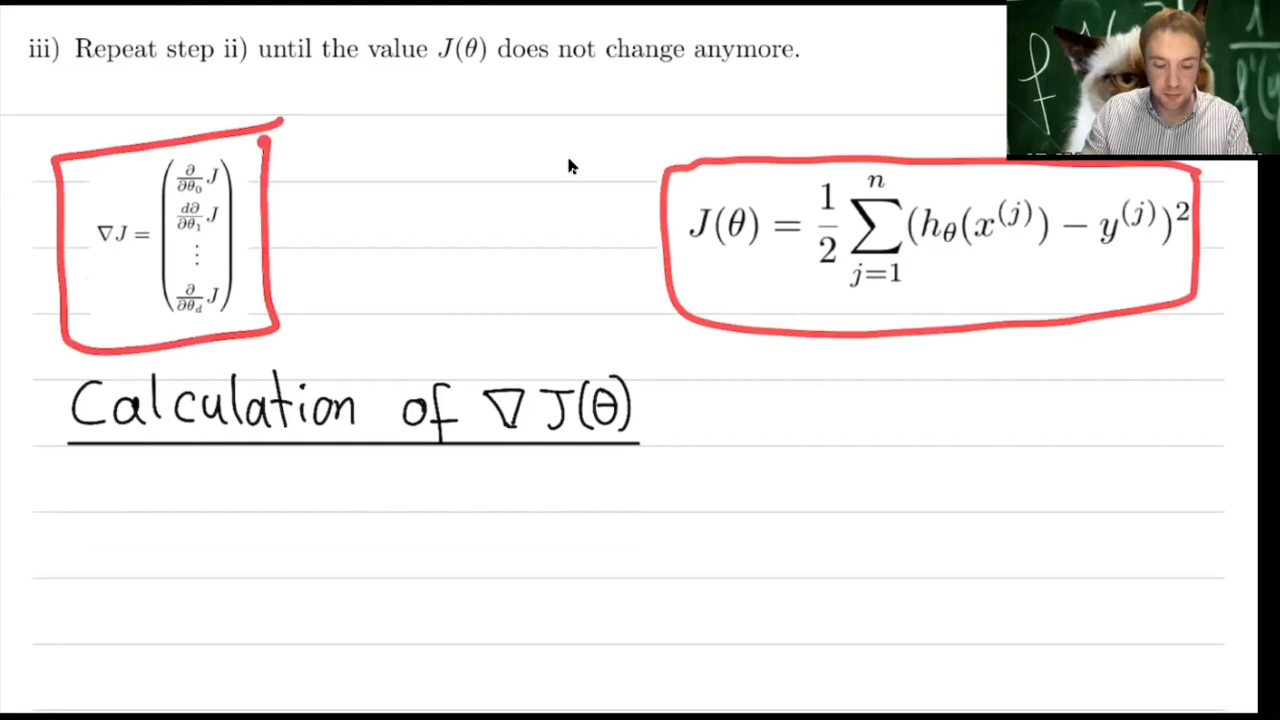 iii) Repeat step ii) until the value J(θ) does not change anymore.
∇J = ( ∂/∂θ₀ J
d∂/∂θ₁ J
⋮
∂/∂θ_d J )
J(θ) = 1/2 ∑_{j=1}^{n} (h_θ(x^{(j)}) − y^{(j)})²
Calculation of ∇ J(θ)